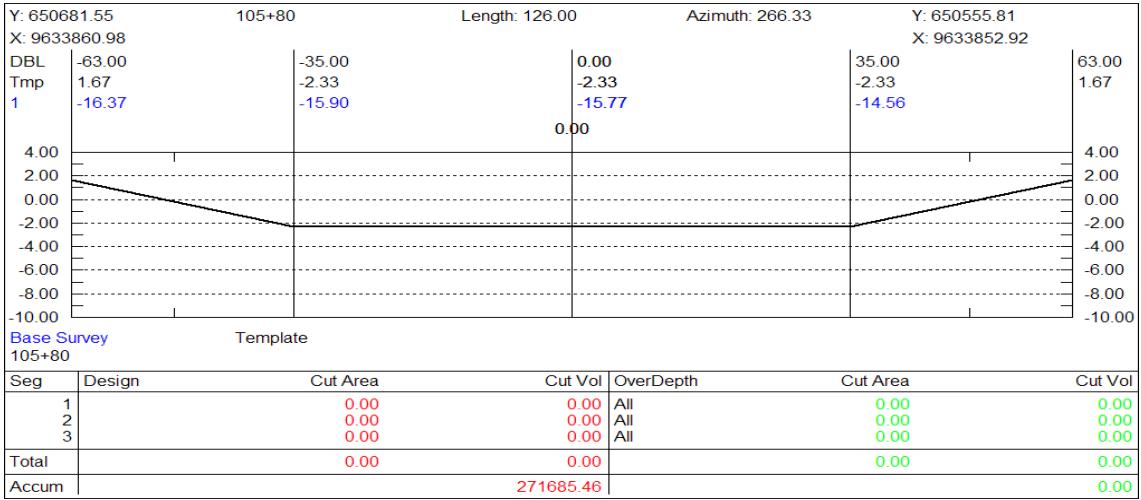 Y: 650681.55 105+80 Length: 126.00 Azimuth: 266.33 Y: 650555.81
X: 9633860.98 X: 9633852.92
DBL -63.00 -35.00 0.00 35.00 63.00
Tmp 1.67 -2.33 -2.33 -2.33 1.67
1 -16.37 -15.90 -15.77 -14.56
0.00
4.00 4.00
2.00 2.00
0.00 0.00
-2.00 -2.00
-4.00 -4.00
-6.00 -6.00
-8.00 -8.00
-10.00 -10.00
Base Survey Template
105+80
Seg Design Cut Area Cut Vol OverDepth Cut Area Cut Vol
1 0.00 0.00 All 0.00 0.00
2 0.00 0.00 All 0.00 0.00
3 0.00 0.00 All 0.00 0.00
Total 0.00 0.00 0.00 0.00
Accum 271685.46 0.00